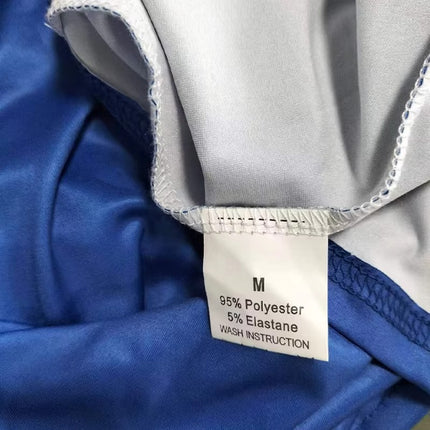 M
95% Polyester
5% Elastane
WASH INSTRUCTION